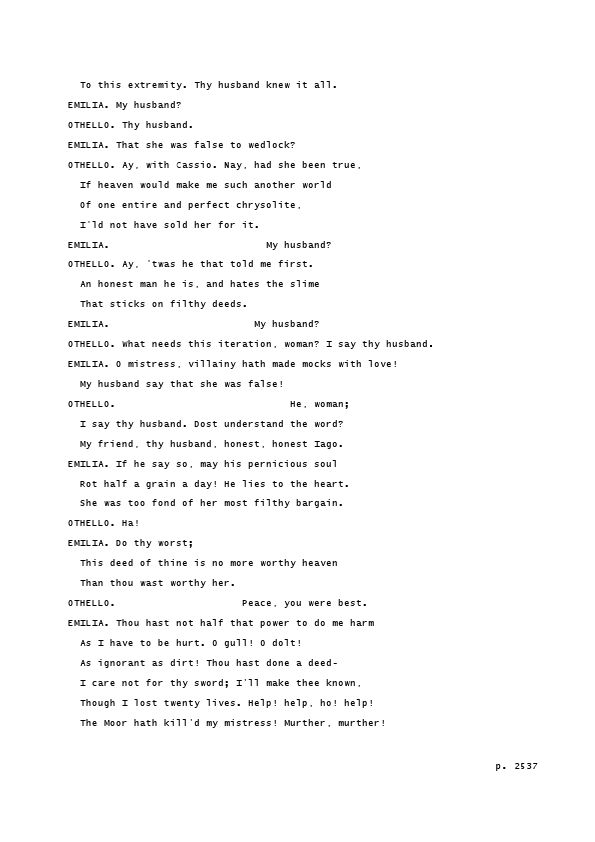 To this extremity. Thy husband knew it all.
EMILIA. My husband?
OTHELLO. Thy husband.
EMILIA. That she was false to wedlock?
OTHELLO. Ay, with Cassio. Nay, had she been true,
If heaven would make me such another world
Of one entire and perfect chrysolite,
I'ld not have sold her for it.
EMILIA. My husband?
OTHELLO. Ay, 'twas he that told me first.
An honest man he is, and hates the slime
That sticks on filthy deeds.
EMILIA. My husband?
OTHELLO. What needs this iteration, woman? I say thy husband.
EMILIA. O mistress, villainy hath made mocks with love!
My husband say that she was false!
OTHELLO. He, woman;
I say thy husband. Dost understand the word?
My friend, thy husband, honest, honest Iago.
EMILIA. If he say so, may his pernicious soul
Rot half a grain a day! He lies to the heart.
She was too fond of her most filthy bargain.
OTHELLO. Ha!
EMILIA. Do thy worst;
This deed of thine is no more worthy heaven
Than thou wast worthy her.
OTHELLO. Peace, you were best.
EMILIA. Thou hast not half that power to do me harm
As I have to be hurt. O gull! O dolt!
As ignorant as dirt! Thou hast done a deed-
I care not for thy sword; I'll make thee known,
Though I lost twenty lives. Help! help, ho! help!
The Moor hath kill'd my mistress! Murther, murther!
p. 2537